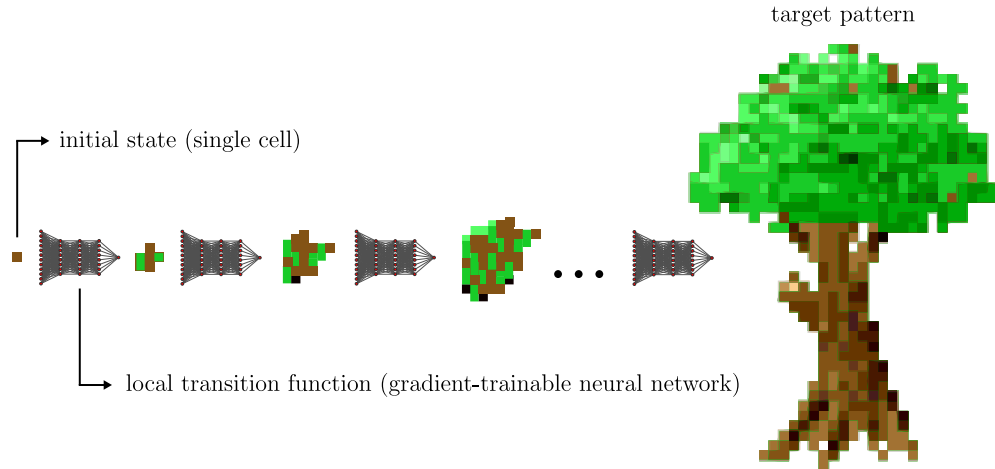 target pattern
initial state (single cell)
local transition function (gradient-trainable neural network)